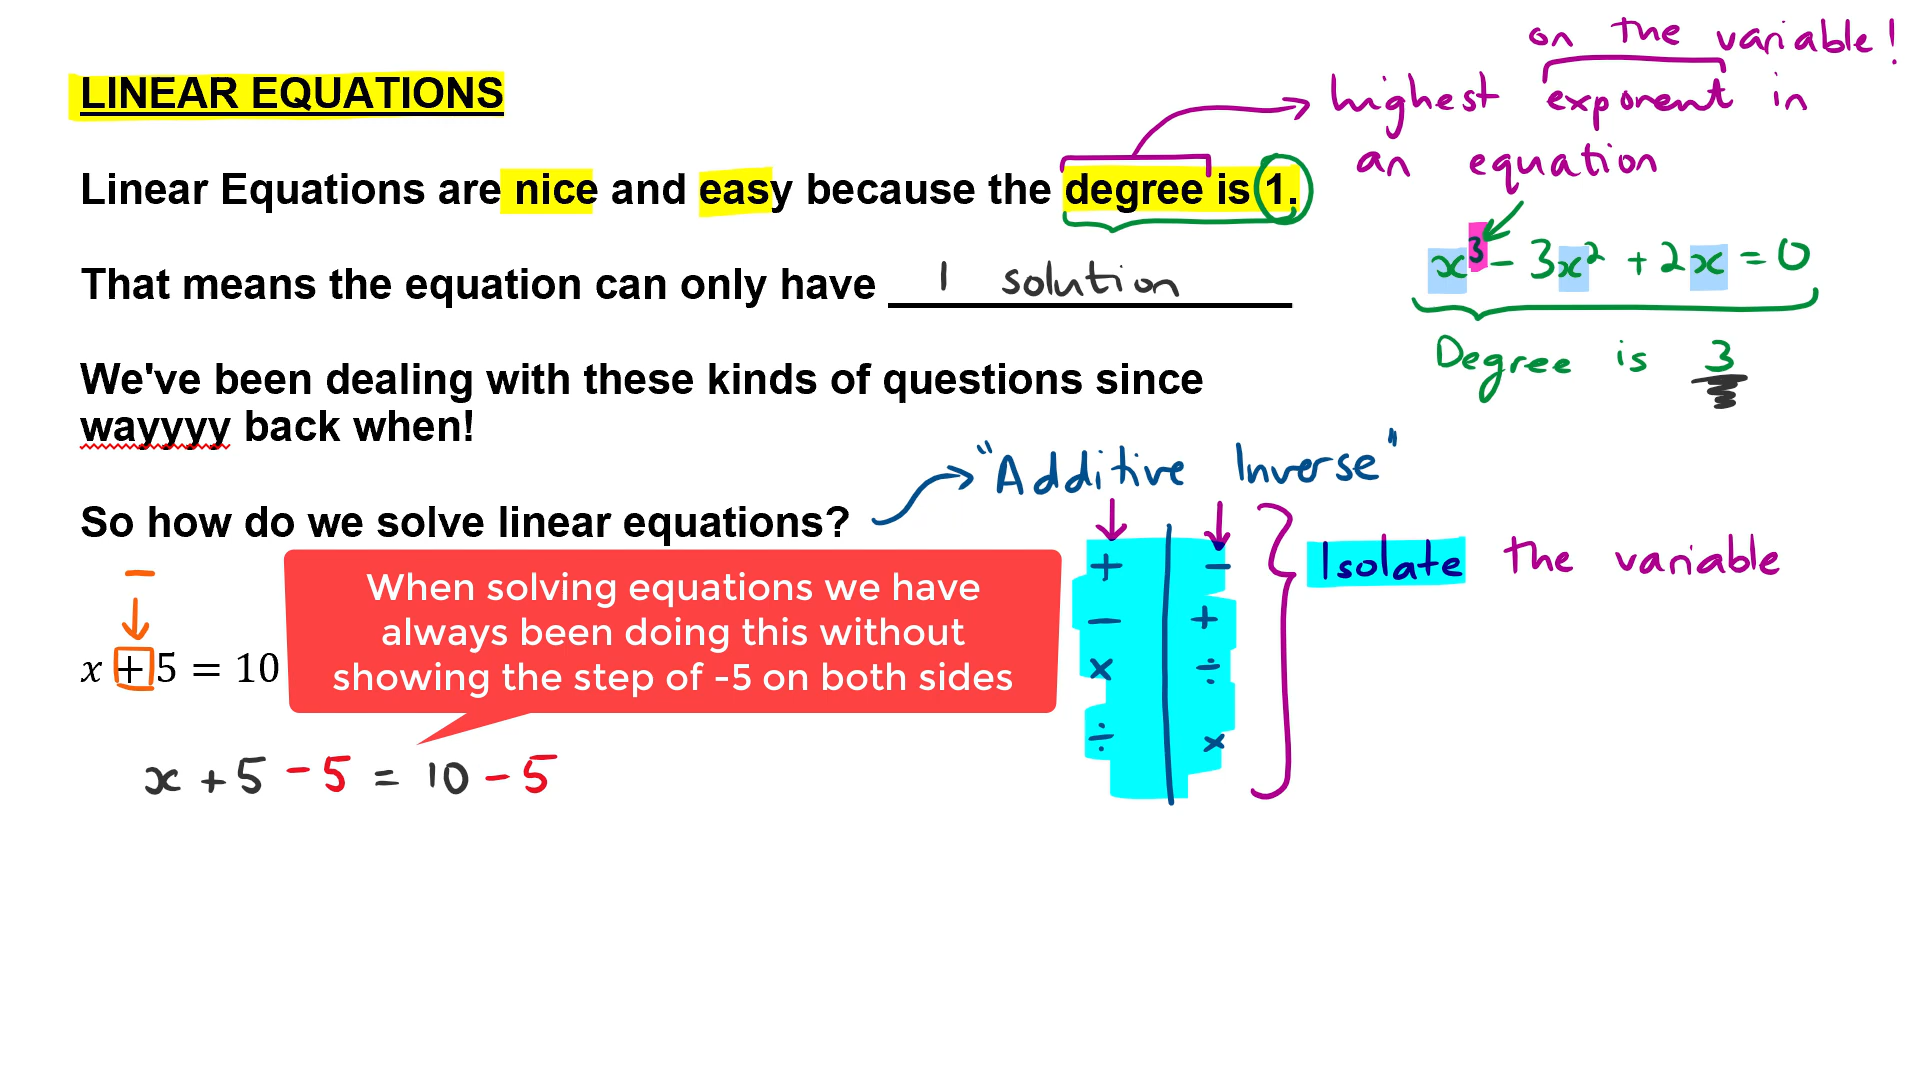 on the variable!
LINEAR EQUATIONS
highest exponent in
an equation
Linear Equations are nice and easy because the degree is 1.
x³ - 3x² + 2x = 0
That means the equation can only have 1 solution
Degree is 3
We've been dealing with these kinds of questions since
wayyyy back when!
"Additive Inverse"
So how do we solve linear equations?
+ -
Isolate the variable
- +
× ÷
÷ ×
When solving equations we have
always been doing this without
showing the step of -5 on both sides
-
x + 5 = 10
x + 5 - 5 = 10 - 5